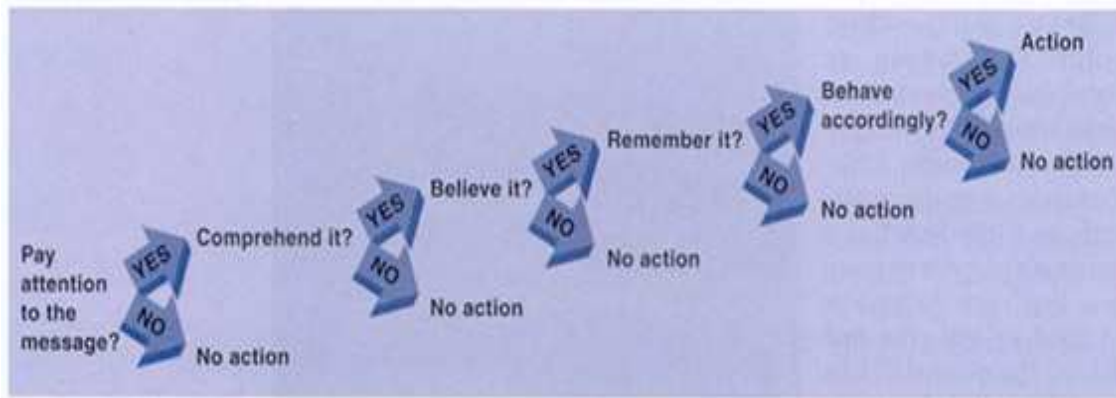 Pay
attention
to the
message?
YES
NO
No action
Comprehend it?
YES
NO
No action
Believe it?
YES
NO
No action
Remember it?
YES
NO
No action
Behave
accordingly?
YES
NO
No action
Action